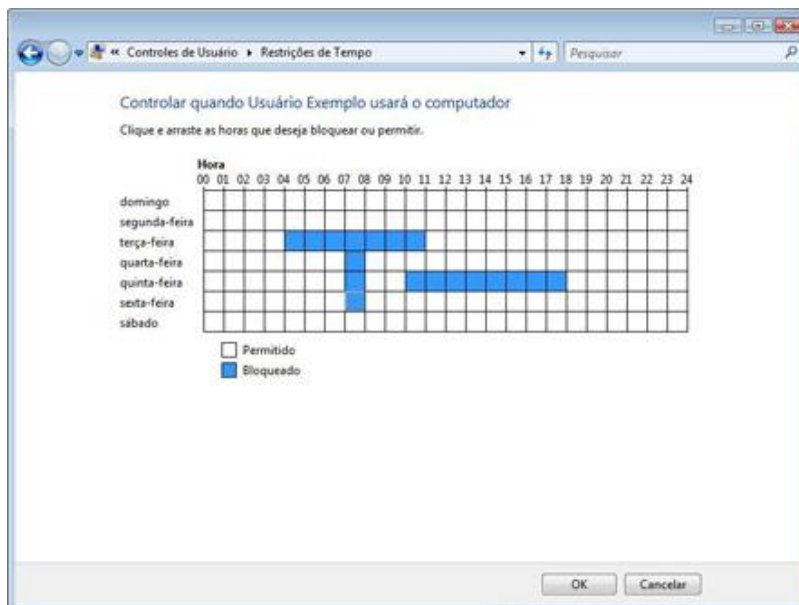 « Controles de Usuário ▸ Restrições de Tempo Pesquisar
Controlar quando Usuário Exemplo usará o computador
Clique e arraste as horas que deseja bloquear ou permitir.
Hora
00 01 02 03 04 05 06 07 08 09 10 11 12 13 14 15 16 17 18 19 20 21 22 23 24
domingo
segunda-feira
terça-feira
quarta-feira
quinta-feira
sexta-feira
sábado
Permitido
Bloqueado
OK Cancelar